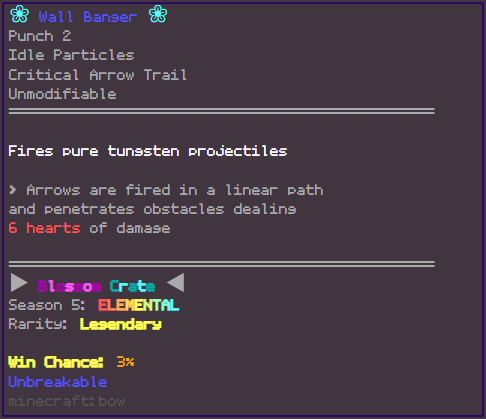 ❀ Wall Banger ❀
Punch 2
Idle Particles
Critical Arrow Trail
Unmodifiable
Fires pure tungsten projectiles
> Arrows are fired in a linear path
and penetrates obstacles dealing
6 hearts of damage
▶ Blossom Crate ◀
Season 5: ELEMENTAL
Rarity: Legendary
Win Chance: 3%
Unbreakable
minecraft:bow